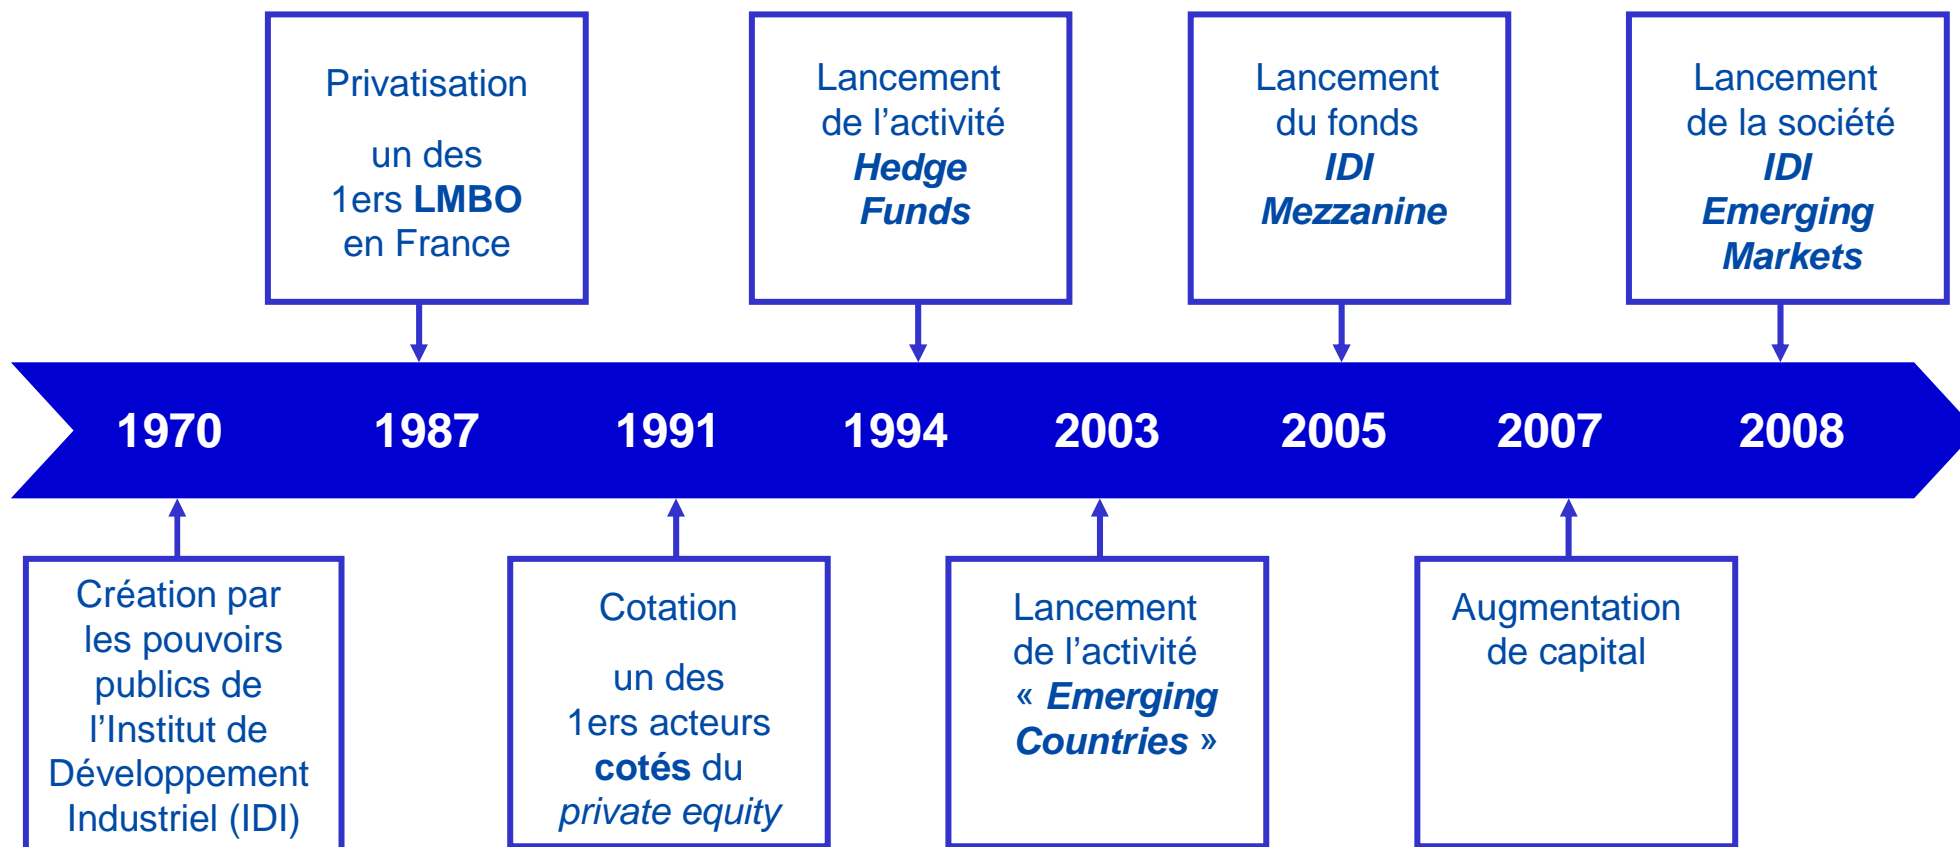 Privatisation
un des
1ers LMBO
en France
Lancement
de l’activité
Hedge
Funds
Lancement
du fonds
IDI
Mezzanine
Lancement
de la société
IDI
Emerging
Markets
1970 1987 1991 1994 2003 2005 2007 2008
Création par
les pouvoirs
publics de
l’Institut de
Développement
Industriel (IDI)
Cotation
un des
1ers acteurs
cotés du
private equity
Lancement
de l’activité
« Emerging
Countries »
Augmentation
de capital